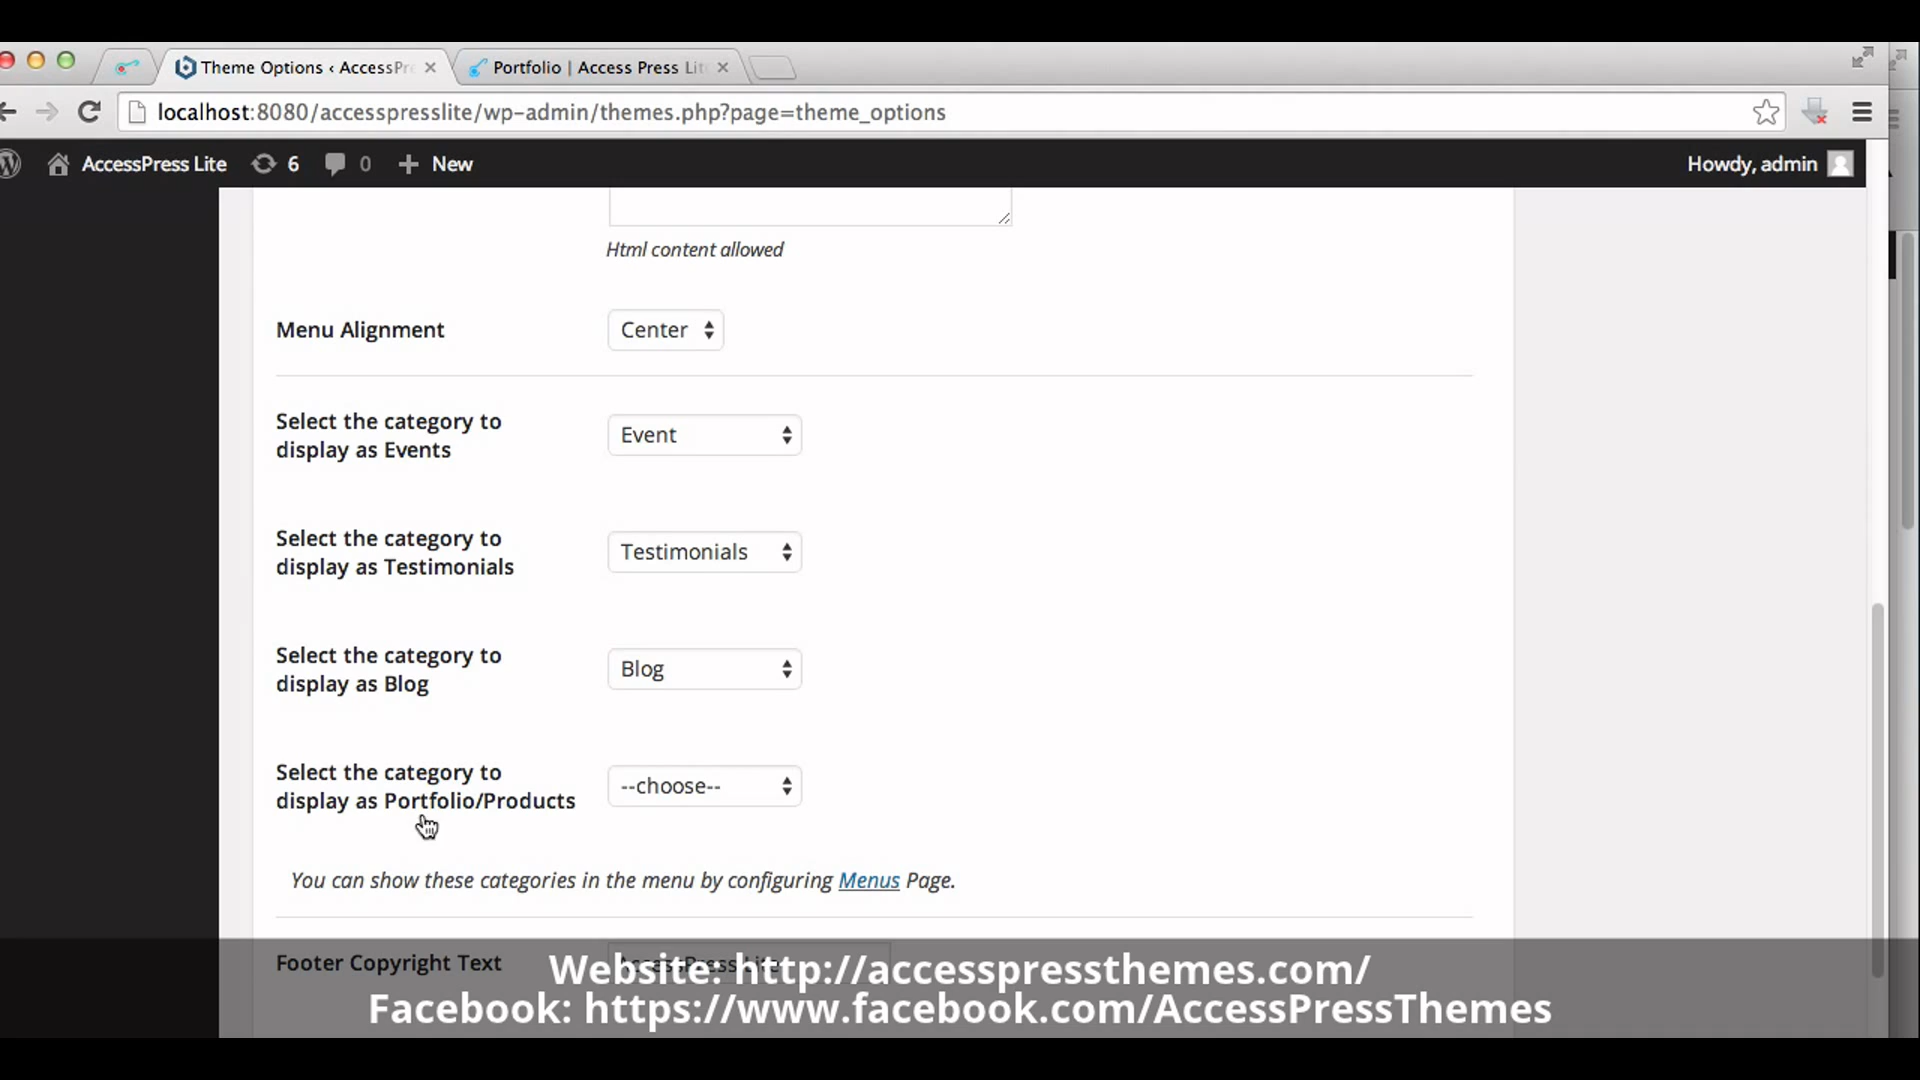 Theme Options ‹ AccessPr
Portfolio | Access Press Lit
localhost:8080/accesspresslite/wp-admin/themes.php?page=theme_options
AccessPress Lite 6 0 New Howdy, admin
Html content allowed
Menu Alignment Center
Select the category to
display as Events
Event
Select the category to
display as Testimonials
Testimonials
Select the category to
display as Blog
Blog
Select the category to
display as Portfolio/Products
--choose--
You can show these categories in the menu by configuring Menus Page.
Footer Copyright Text AccessPress Lite
Website: http://accesspressthemes.com/
Facebook: https://www.facebook.com/AccessPressThemes